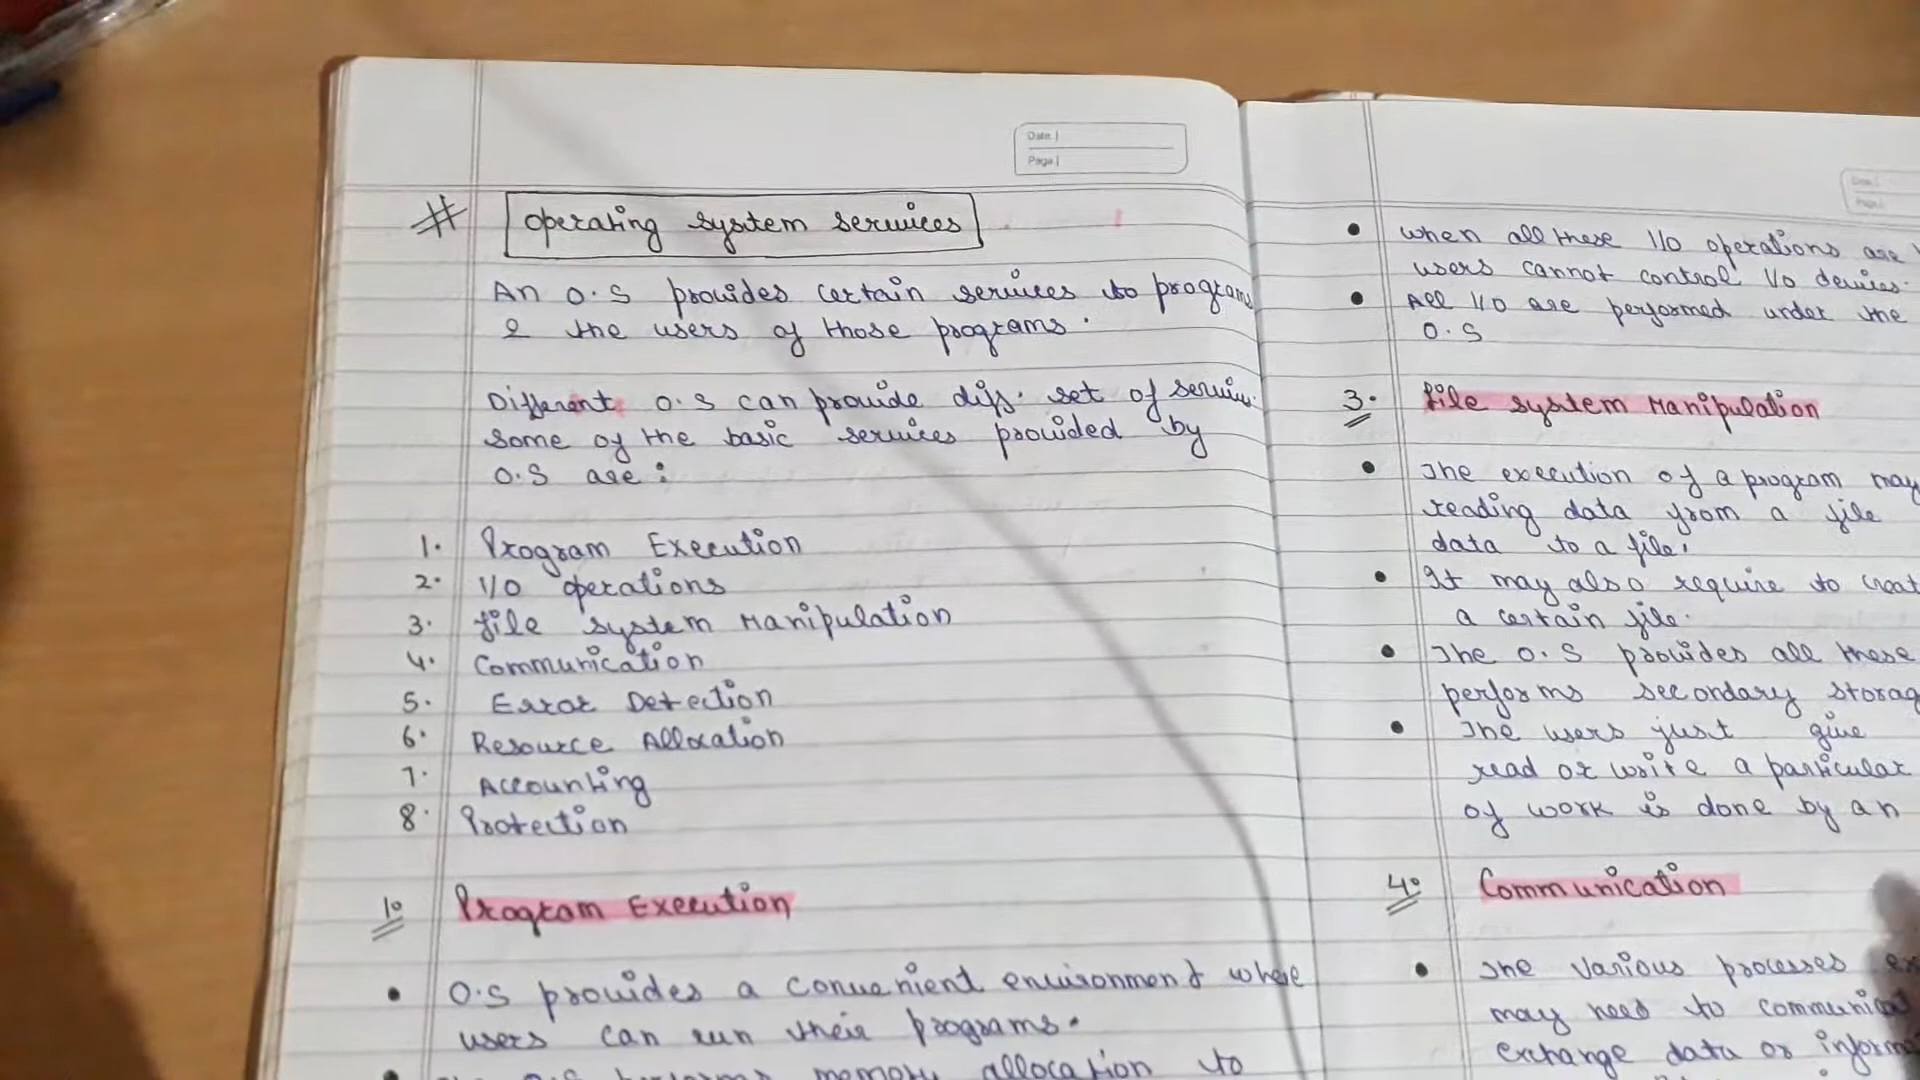 Date |
Page |
# Operating system services
An O.S provides certain services to programs
& the users of those programs.
Different O.S can provide diff. set of
some of the basic services provided by
O.S are:
1. Program Execution
2. I/O operations
3. file system Manipulation
4. Communication
5. Error Detection
6. Resource Allocation
7. Accounting
8. Protection
1. Program Execution
• O.S provides a convenient environment where
users can run their programs.
memory allocation to
• When all these I/O operations are
users cannot control I/O devices.
• All I/O are performed under the
O.S
3. file system Manipulation
• The execution of a program may
reading data from a file
data to a file.
• It may also require to
a certain file.
• The O.S provides all these
performs secondary
• The users just give
read or write a particular
of work is done by an
4. Communication
• The various processes
may need to
exchange data or